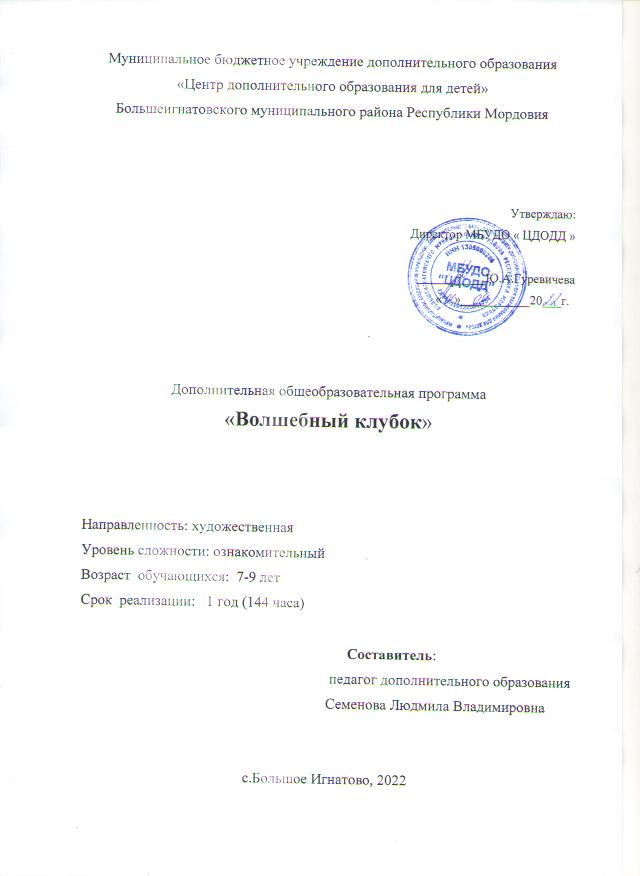 Муниципальное бюджетное учреждение дополнительного образования
«Центр дополнительного образования для детей»
Большеигнатовского муниципального района Республики Мордовия
Утверждаю:
Директор МБУДО « ЦДОДД »
Ю.А.Гуревичева
20 г.
МБУДО
"ЦДОДД"
Дополнительная общеобразовательная программа
«Волшебный клубок»
Направленность: художественная
Уровень сложности: ознакомительный
Возраст обучающихся: 7-9 лет
Срок реализации: 1 год (144 часа)
Составитель:
педагог дополнительного образования
Семенова Людмила Владимировна
с.Большое Игнатово, 2022